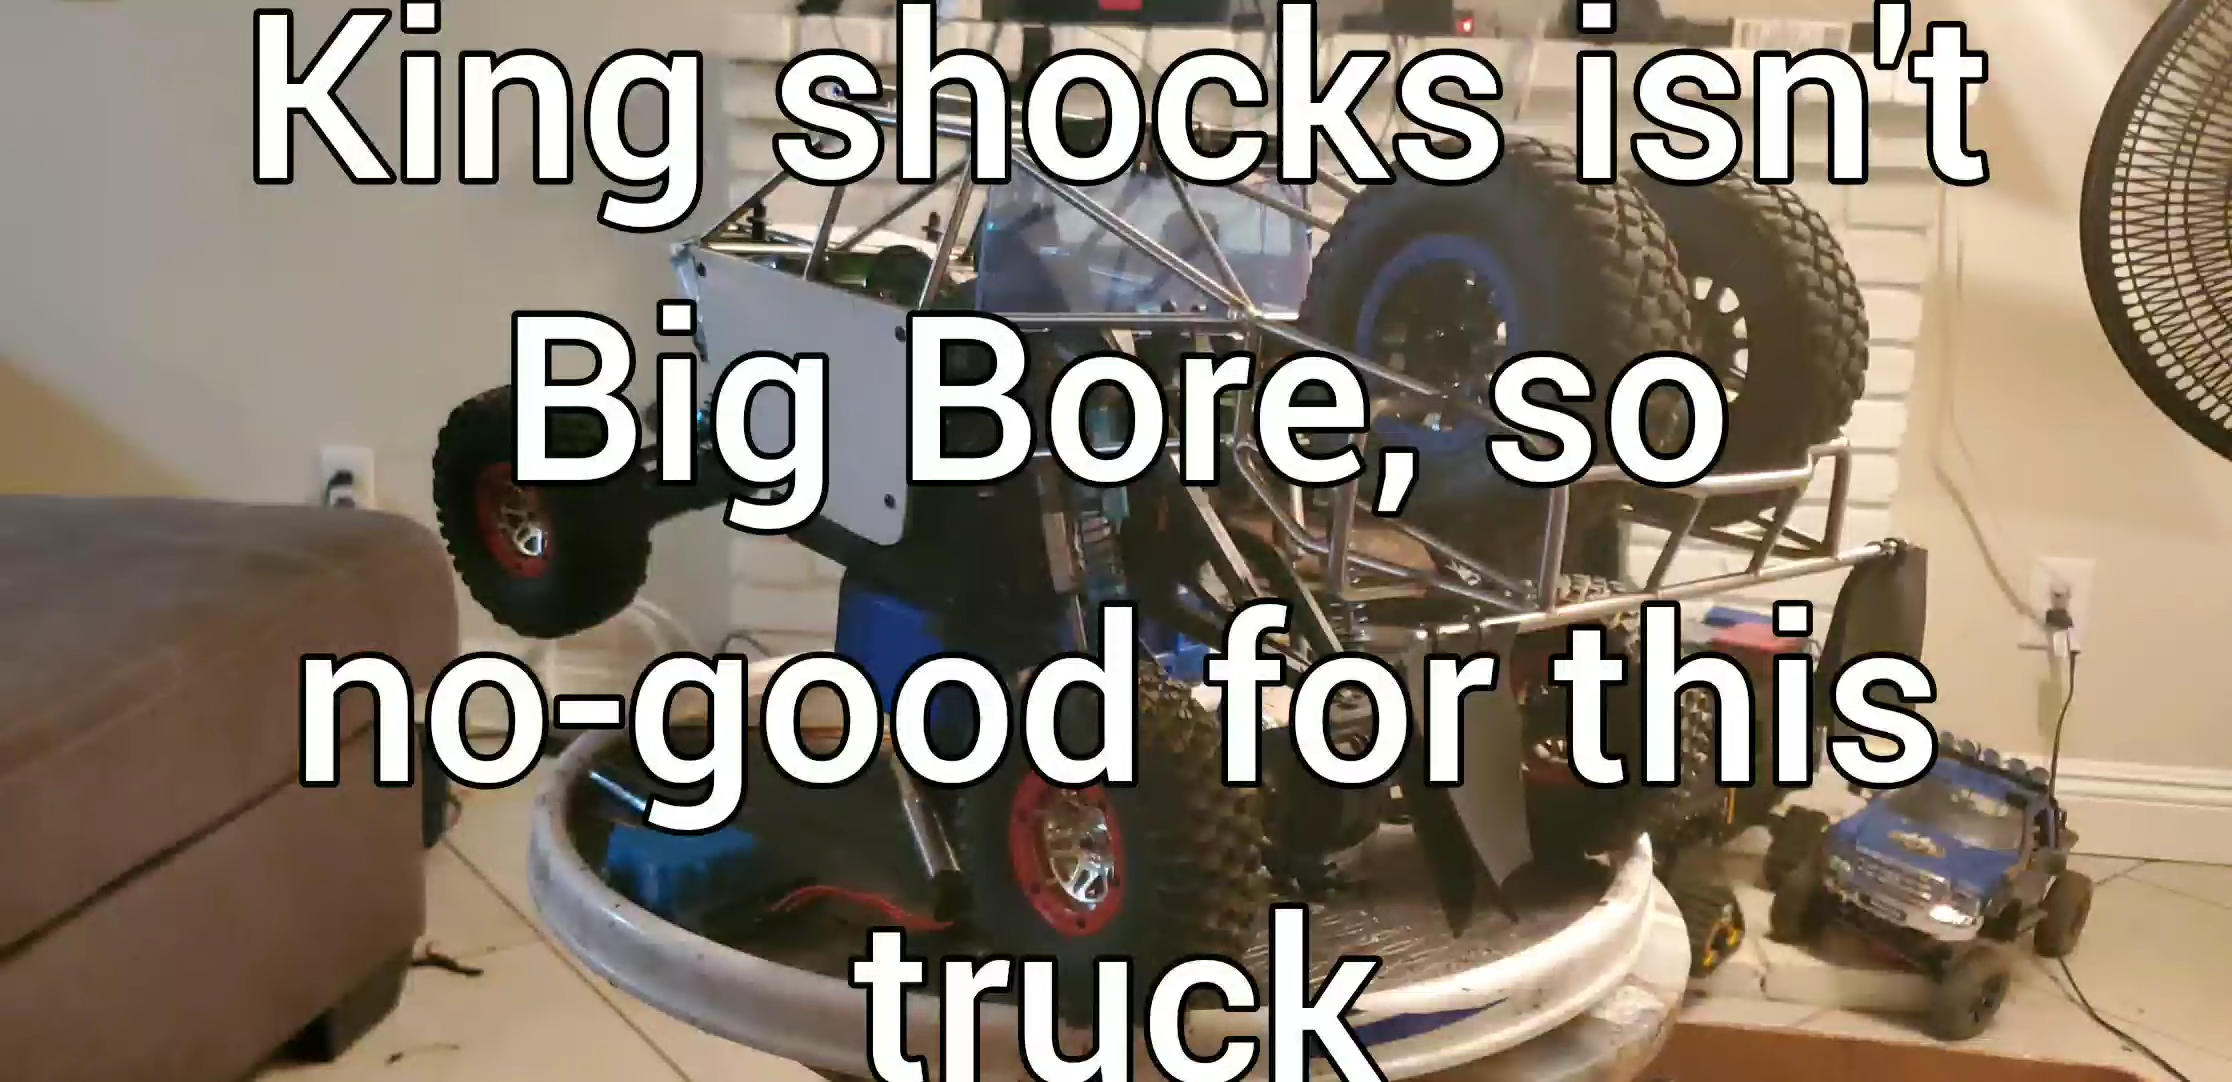 King shocks isn't
Big Bore, so
no-good for this
truck